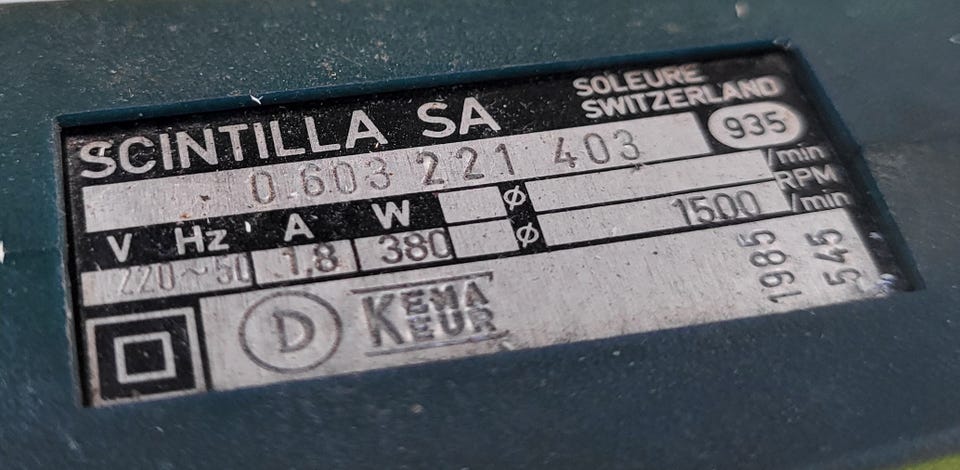 SCINTILLA SA
SOLEURE
SWITZERLAND
0 603 221 403
935
V Hz A W
ø /min
RPM
220~50 1,8 380 ø 1500 /min
D
KEMA
KEUR
1985
545